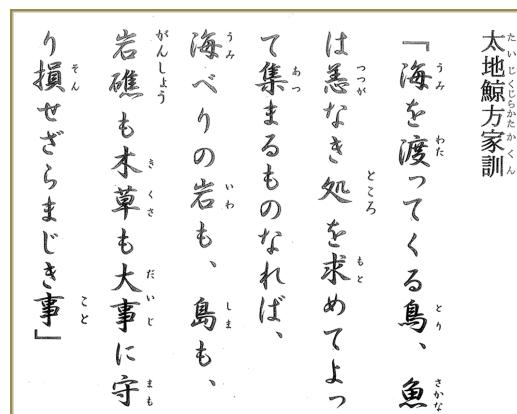 太地鯨方家訓
『海を渡ってくる鳥、魚
は恙なき処を求めてよっ
て集まるものなれば、
海べりの岩も、島も、
岩礁も木草も大事に守
り損せざらまじき事』